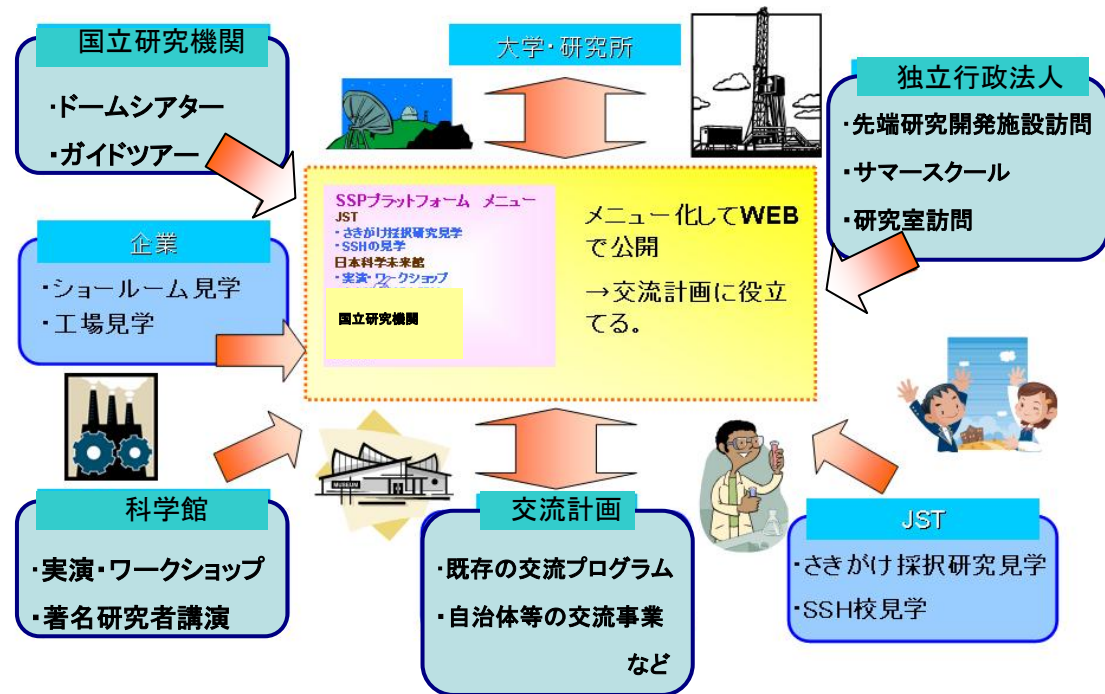 国立研究機関
・ドームシアター
・ガイドツアー
大学・研究所
独立行政法人
・先端研究開発施設訪問
・サマースクール
・研究室訪問
企業
・ショールーム見学
・工場見学
SSPプラットフォーム　メニュー
JST
・さきがけ採択研究見学
・SSHの見学
日本科学未来館
・実演・ワークショップ
国立研究機関
メニュー化してWEB
で公開
→交流計画に役立
てる。
MUSEUM
科学館
・実演・ワークショップ
・著名研究者講演
交流計画
・既存の交流プログラム
・自治体等の交流事業
など
JST
・さきがけ採択研究見学
・SSH校見学